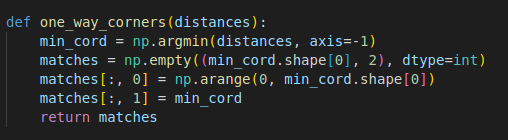 def one_way_corners(distances):
    min_cord = np.argmin(distances, axis=-1)
    matches = np.empty((min_cord.shape[0], 2), dtype=int)
    matches[:, 0] = np.arange(0, min_cord.shape[0])
    matches[:, 1] = min_cord
    return matches